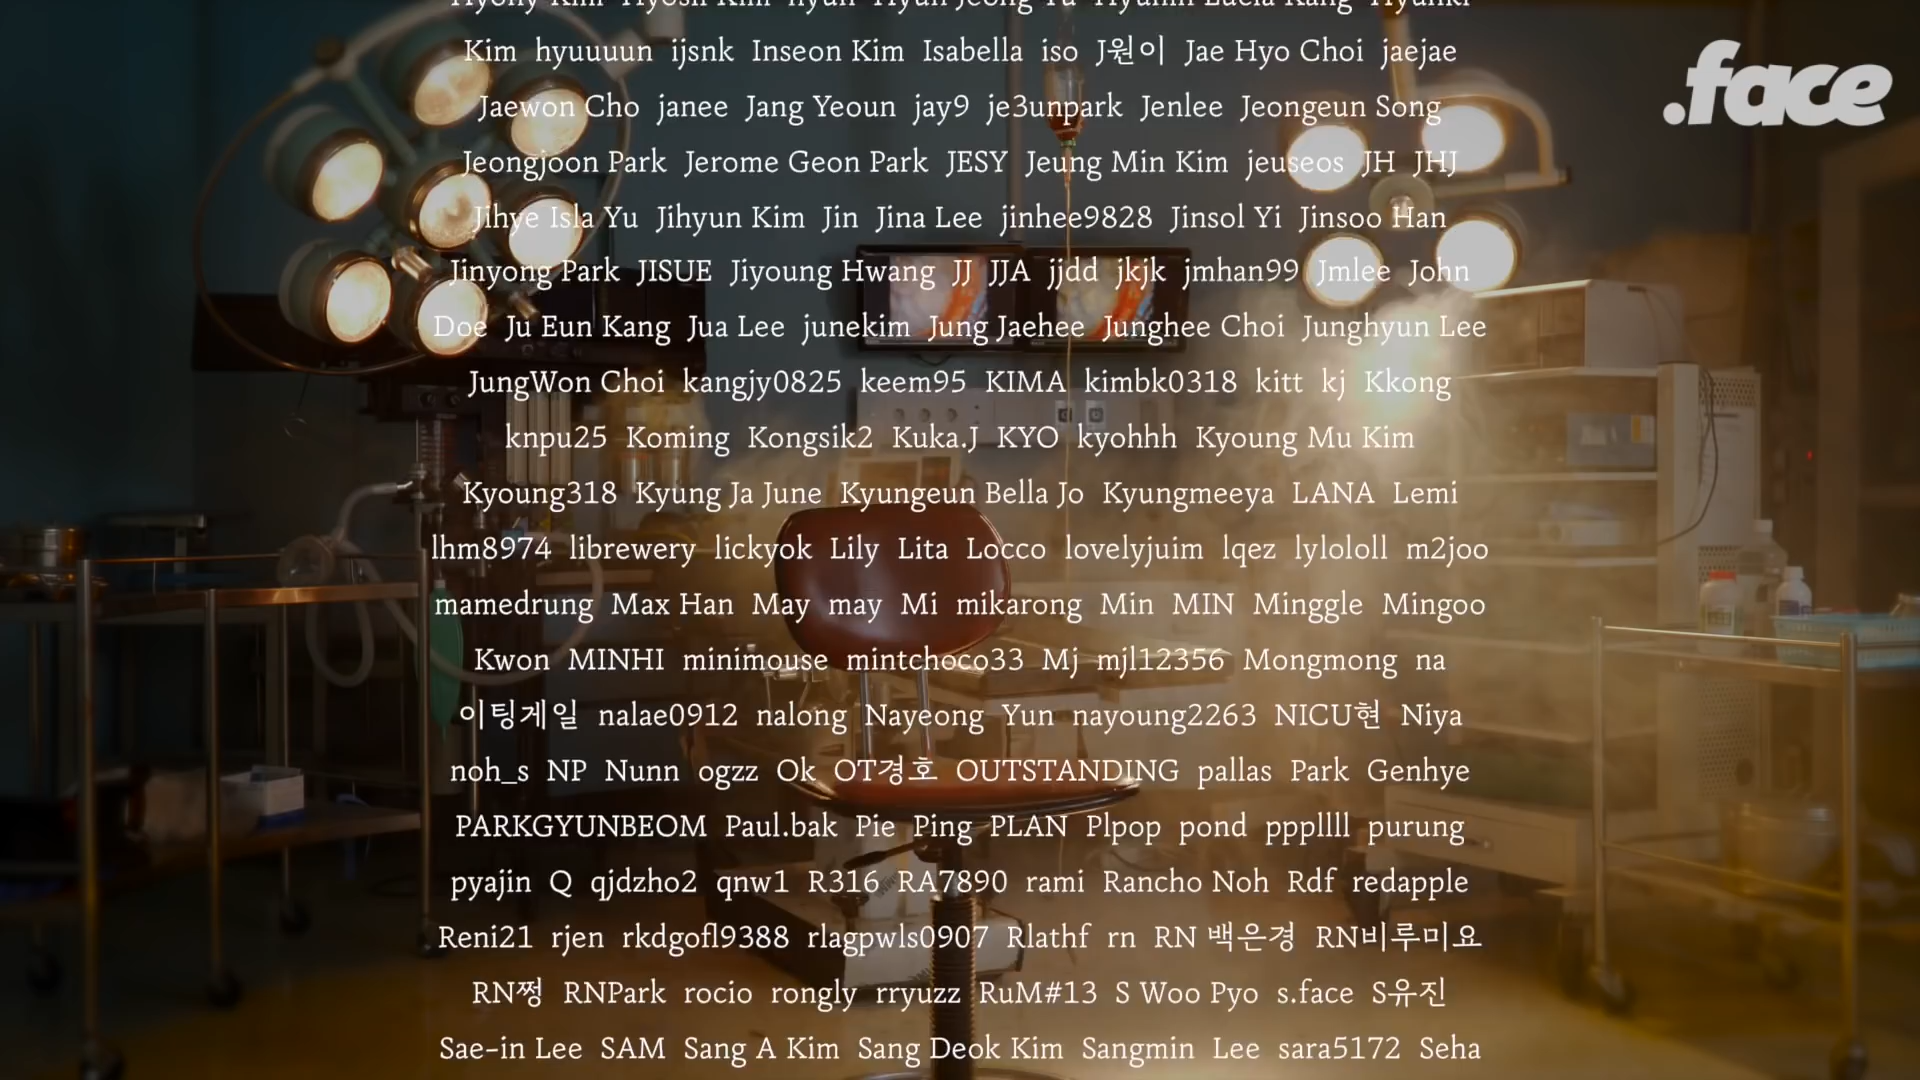 Kim hyuuuun ijsnk Inseon Kim Isabella iso J원이 Jae Hyo Choi jaejae
.face
Jaewon Cho janee Jang Yeoun jay9 je3unpark Jenlee Jeongeun Song
Jeongjoon Park Jerome Geon Park JESY Jeung Min Kim jeuseos JH JHJ
Jihye Isla Yu Jihyun Kim Jin Jina Lee jinhee9828 Jinsol Yi Jinsoo Han
Jinyong Park JISUE Jiyoung Hwang JJ JJA jjdd jkjk jmhan99 Jmlee John
Doe Ju Eun Kang Jua Lee junekim Jung Jaehee Junghee Choi Junghyun Lee
JungWon Choi kangjy0825 keem95 KIMA kimbk0318 kitt kj Kkong
knpu25 Koming Kongsik2 Kuka.J KYO kyohhh Kyoung Mu Kim
Kyoung318 Kyung Ja June Kyungeun Bella Jo Kyungmeeya LANA Lemi
lhm8974 librewery lickyok Lily Lita Locco lovelyjuim lqez lylololl m2joo
mamedrung Max Han May may Mi mikarong Min MIN Minggle Mingoo
Kwon MINHI minimouse mintchoco33 Mj mjl12356 Mongmong na
이팅게일 nalae0912 nalong Nayeong Yun nayoung2263 NICU현 Niya
noh_s NP Nunn ogzz Ok OT경호 OUTSTANDING pallas Park Genhye
PARKGYUNBEOM Paul.bak Pie Ping PLAN Plpop pond pppllll purung
pyajin Q qjdzho2 qnw1 R316 RA7890 rami Rancho Noh Rdf redapple
Reni21 rjen rkdgofl9388 rlagpwls0907 Rlathf rn RN 백은경 RN비루미요
RN쩡 RNPark rocio rongly rryuzz RuM#13 S Woo Pyo s.face S유진
Sae-in Lee SAM Sang A Kim Sang Deok Kim Sangmin Lee sara5172 Seha